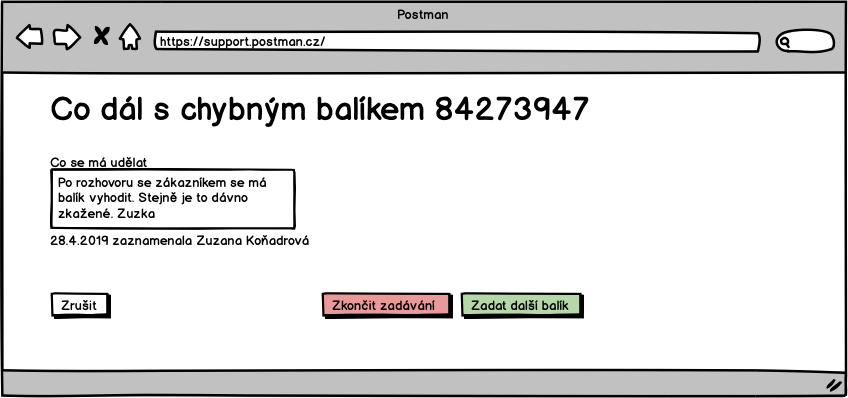 Postman
https://support.postman.cz/
Co dál s chybným balíkem 84273947
Co se má udělat
Po rozhovoru se zákazníkem se má
balík vyhodit. Stejně je to dávno
zkažené. Zuzka
28.4.2019 zaznamenala Zuzana Koňadrová
Zrušit
Zkončit zadávání
Zadat další balík